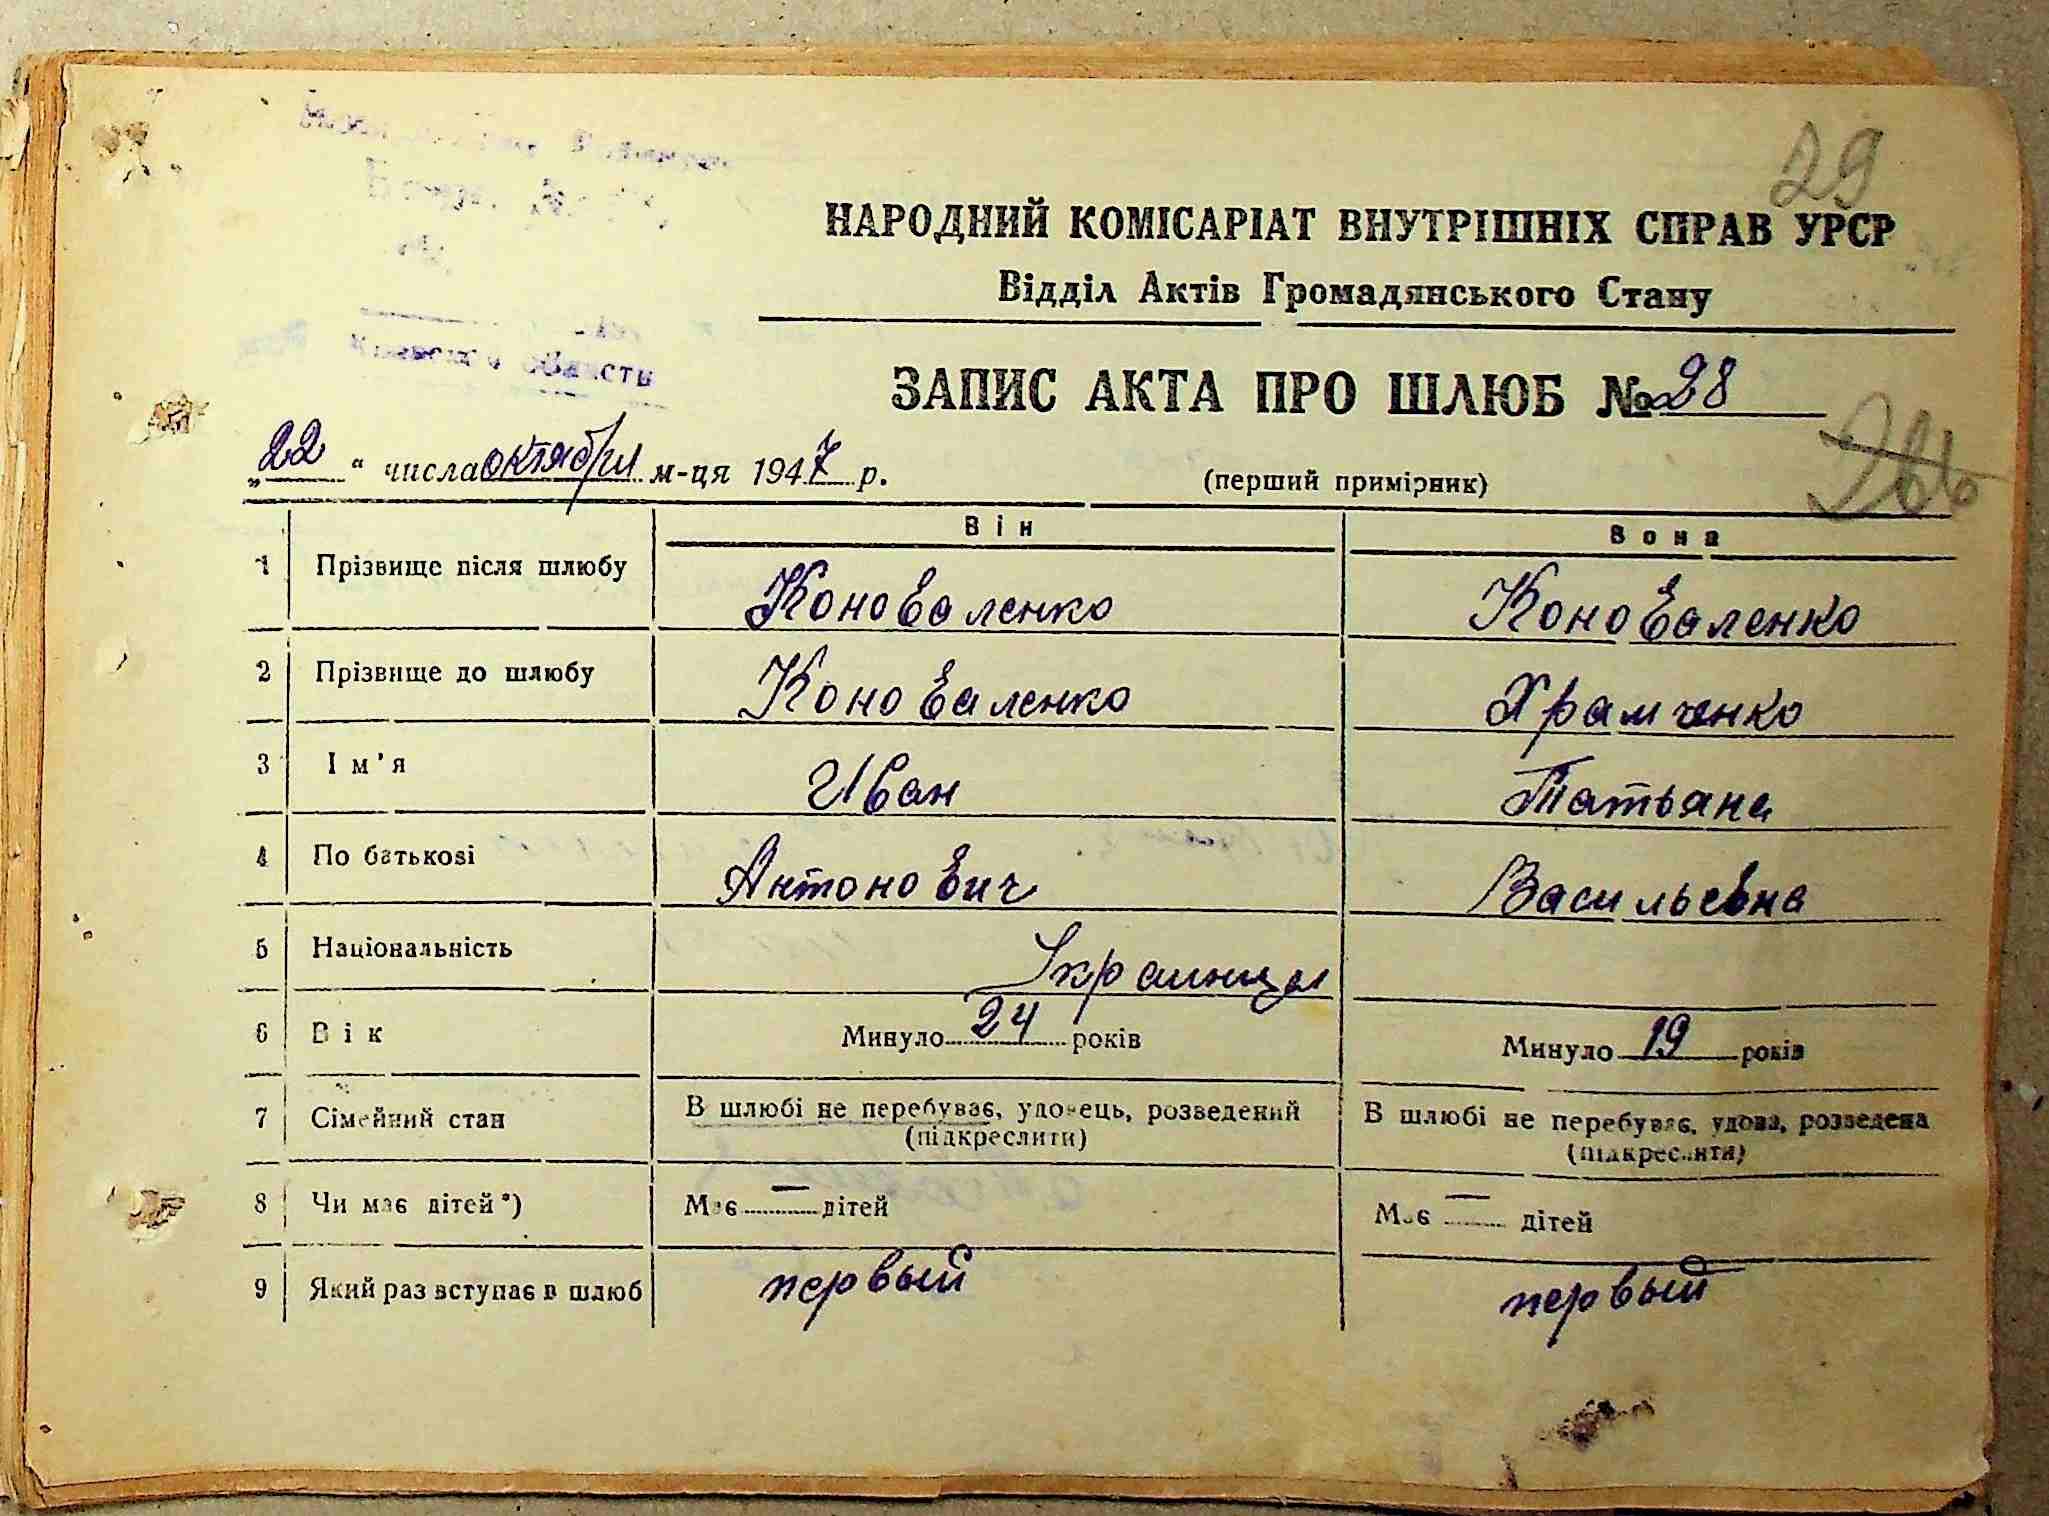 29
НАРОДНИЙ КОМІСАРІАТ ВНУТРІШНІХ СПРАВ УРСР
Відділ Актів Громадянського Стану
область
ЗАПИС АКТА ПРО ШЛЮБ № 28
„22“ числа октября м-ця 1947 р.
(перший примірник)
Він Вона
1 Прізвище після шлюбу Коноваленко Коноваленко
2 Прізвище до шлюбу Коноваленко Храмченко
3 Ім'я Иван Татьяна
4 По батькові Антонович Васильевна
5 Національність Украинцы
6 Вік Минуло 24 років Минуло 19 років
7 Сімейний стан В шлюбі не перебуває, удовець, розведений В шлюбі не перебуває, удова, розведена
(підкреслити) (підкреслити)
8 Чи має дітей*) Має — дітей Має — дітей
9 Який раз вступає в шлюб первый первый